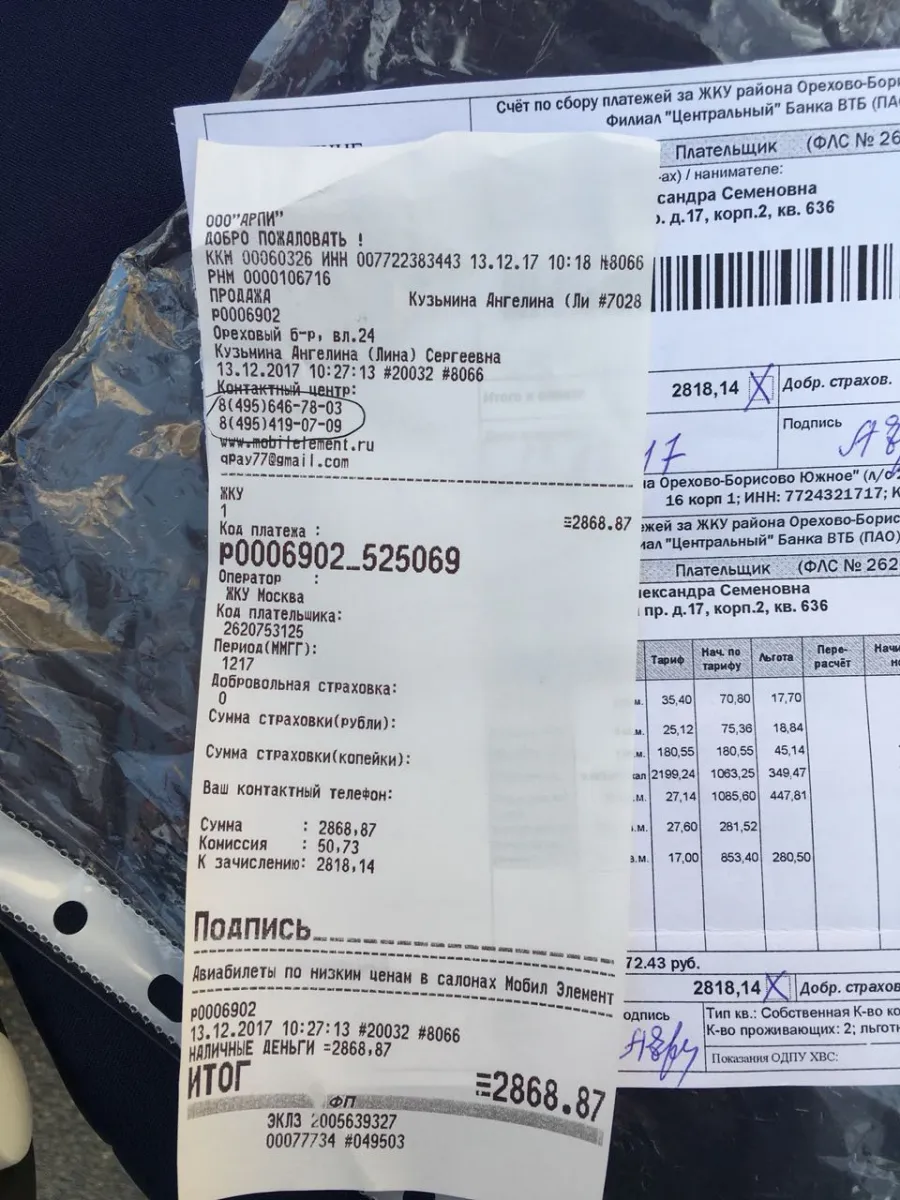 Счёт по сбору платежей за ЖКУ района Орехово-Бори
Филиал "Центральный" Банка ВТБ (ПАО
Плательщик (ФЛС № 26
-ах) / нанимателе:
сандра Семеновна
р. д.17, корп.2, кв. 636
2818,14 X Добр. страхов.
Подпись
17
на Орехово-Борисово Южное" (л/с
16 корп 1; ИНН: 7724321717; К
жей за ЖКУ района Орехово-Борис
иал "Центральный" Банка ВТБ (ПАО)
Плательщик (ФЛС № 262
лександра Семеновна
пр. д.17, корп.2, кв. 636
Тариф Нач. по тарифу Льгота Пере-расчёт Начи
м. 35,40 70,80 17,70
.м. 25,12 75,36 18,84
.м. 180,55 180,55 45,14
кал 2199,24 1063,25 349,47
.м. 27,14 1085,60 447,81
.м. 27,60 281,52
в.м. 17,00 853,40 280,50
72.43 руб.
2818,14 X Добр. страхов
одпись
Тип кв.: Собственная К-во ко
К-во проживающих: 2; льготн
Показания ОДПУ ХВС:
ООО"АРПИ"
ДОБРО ПОЖАЛОВАТЬ !
ККМ 00060326 ИНН 007722383443 13.12.17 10:18 №8066
РНМ 0000106716
ПРОДАЖА Кузьмина Ангелина (Ли #7028
P0006902
Ореховый б-р, вл.24
Кузьмина Ангелина (Лина) Сергеевна
13.12.2017 10:27:13 #20032 #8066
Контактный центр:
8(495)646-78-03
8(495)419-07-09
www.mobilelement.ru
qPay77@gmail.com
ЖКУ
1 ≡2868.87
Код платежа :
P0006902_525069
Оператор :
ЖКУ Москва
Код плательщика:
2620753125
Период(ММГГ):
1217
Добровольная страховка:
0
Сумма страховки(рубли):
Сумма страховки(копейки):
Ваш контактный телефон:
Сумма : 2868,87
Комиссия : 50,73
К зачислению: 2818,14
Подпись
Авиабилеты по низким ценам в салонах Мобил Элемент
P0006902
13.12.2017 10:27:13 #20032 #8066
НАЛИЧНЫЕ ДЕНЬГИ =2868,87
ИТОГ ≡2868.87
ФП
ЭКЛЗ 2005639327
00077734 #049503